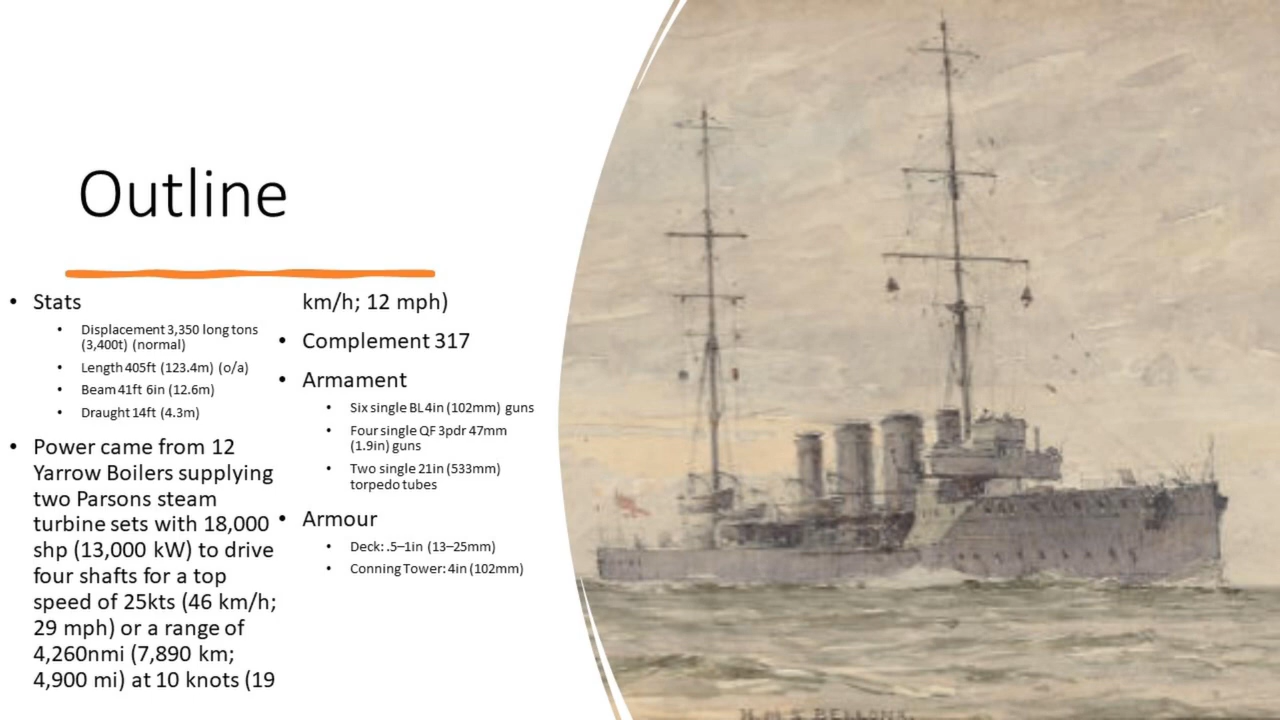 Outline
• Stats
• Displacement 3,350 long tons
(3,400t) (normal)
• Length 405ft (123.4m) (o/a)
• Beam 41ft 6in (12.6m)
• Draught 14ft (4.3m)
• Power came from 12
Yarrow Boilers supplying
two Parsons steam
turbine sets with 18,000
shp (13,000 kW) to drive
four shafts for a top
speed of 25kts (46 km/h;
29 mph) or a range of
4,260nmi (7,890 km;
4,900 mi) at 10 knots (19
km/h; 12 mph)
• Complement 317
• Armament
• Six single BL 4in (102mm) guns
• Four single QF 3pdr 47mm
(1.9in) guns
• Two single 21in (533mm)
torpedo tubes
• Armour
• Deck: .5–1in (13–25mm)
• Conning Tower: 4in (102mm)
H.M.S. BELLONA.